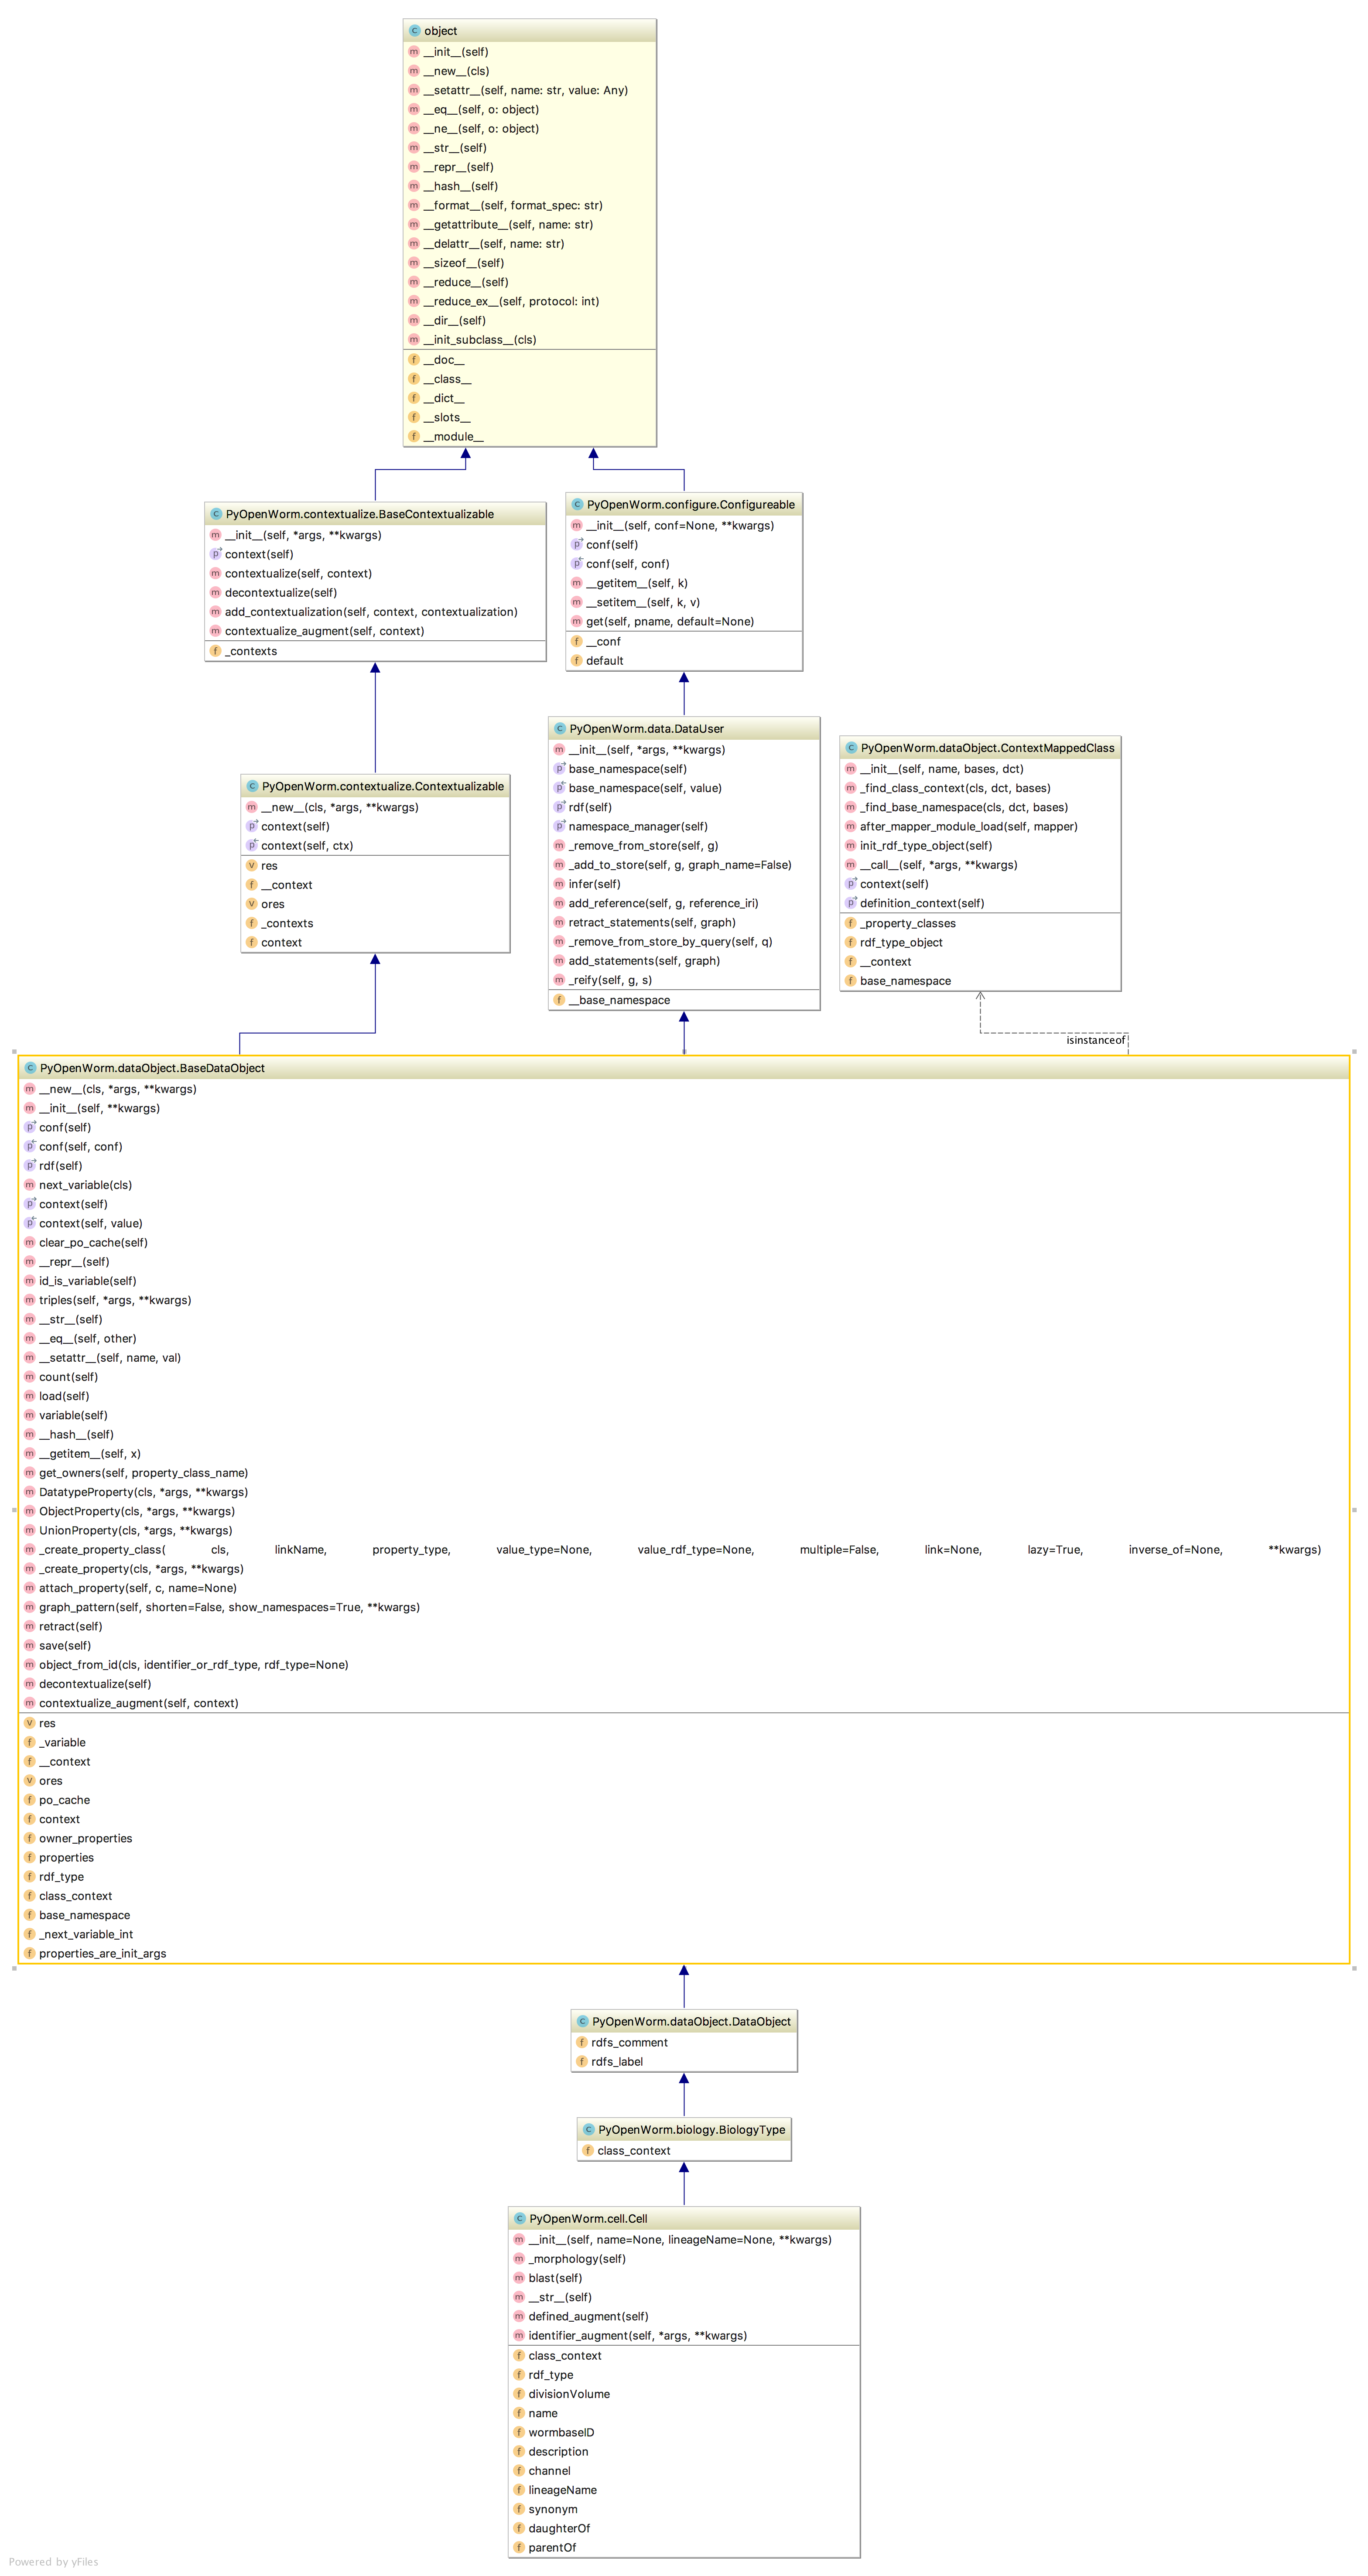 object
__init__(self)
__new__(cls)
__setattr__(self, name: str, value: Any)
__eq__(self, o: object)
__ne__(self, o: object)
__str__(self)
__repr__(self)
__hash__(self)
__format__(self, format_spec: str)
__getattribute__(self, name: str)
__delattr__(self, name: str)
__sizeof__(self)
__reduce__(self)
__reduce_ex__(self, protocol: int)
__dir__(self)
__init_subclass__(cls)
__doc__
__class__
__dict__
__slots__
__module__
PyOpenWorm.contextualize.BaseContextualizable
__init__(self, *args, **kwargs)
context(self)
contextualize(self, context)
decontextualize(self)
add_contextualization(self, context, contextualization)
contextualize_augment(self, context)
_contexts
PyOpenWorm.configure.Configureable
__init__(self, conf=None, **kwargs)
conf(self)
conf(self, conf)
__getitem__(self, k)
__setitem__(self, k, v)
get(self, pname, default=None)
__conf
default
PyOpenWorm.contextualize.Contextualizable
__new__(cls, *args, **kwargs)
context(self)
context(self, ctx)
res
__context
ores
_contexts
context
PyOpenWorm.data.DataUser
__init__(self, *args, **kwargs)
base_namespace(self)
base_namespace(self, value)
rdf(self)
namespace_manager(self)
_remove_from_store(self, g)
_add_to_store(self, g, graph_name=False)
infer(self)
add_reference(self, g, reference_iri)
retract_statements(self, graph)
_remove_from_store_by_query(self, q)
add_statements(self, graph)
_reify(self, g, s)
__base_namespace
PyOpenWorm.dataObject.ContextMappedClass
__init__(self, name, bases, dct)
_find_class_context(cls, dct, bases)
_find_base_namespace(cls, dct, bases)
after_mapper_module_load(self, mapper)
init_rdf_type_object(self)
__call__(self, *args, **kwargs)
context(self)
definition_context(self)
_property_classes
rdf_type_object
__context
base_namespace
isinstanceof
PyOpenWorm.dataObject.BaseDataObject
__new__(cls, *args, **kwargs)
__init__(self, **kwargs)
conf(self)
conf(self, conf)
rdf(self)
next_variable(cls)
context(self)
context(self, value)
clear_po_cache(self)
__repr__(self)
id_is_variable(self)
triples(self, *args, **kwargs)
__str__(self)
__eq__(self, other)
__setattr__(self, name, val)
count(self)
load(self)
variable(self)
__hash__(self)
__getitem__(self, x)
get_owners(self, property_class_name)
DatatypeProperty(cls, *args, **kwargs)
ObjectProperty(cls, *args, **kwargs)
UnionProperty(cls, *args, **kwargs)
_create_property_class( cls, linkName, property_type, value_type=None, value_rdf_type=None, multiple=False, link=None, lazy=True, inverse_of=None, **kwargs)
_create_property(cls, *args, **kwargs)
attach_property(self, c, name=None)
graph_pattern(self, shorten=False, show_namespaces=True, **kwargs)
retract(self)
save(self)
object_from_id(cls, identifier_or_rdf_type, rdf_type=None)
decontextualize(self)
contextualize_augment(self, context)
res
_variable
__context
ores
po_cache
context
owner_properties
properties
rdf_type
class_context
base_namespace
_next_variable_int
properties_are_init_args
PyOpenWorm.dataObject.DataObject
rdfs_comment
rdfs_label
PyOpenWorm.biology.BiologyType
class_context
PyOpenWorm.cell.Cell
__init__(self, name=None, lineageName=None, **kwargs)
_morphology(self)
blast(self)
__str__(self)
defined_augment(self)
identifier_augment(self, *args, **kwargs)
class_context
rdf_type
divisionVolume
name
wormbaseID
description
channel
lineageName
synonym
daughterOf
parentOf
Powered by yFiles